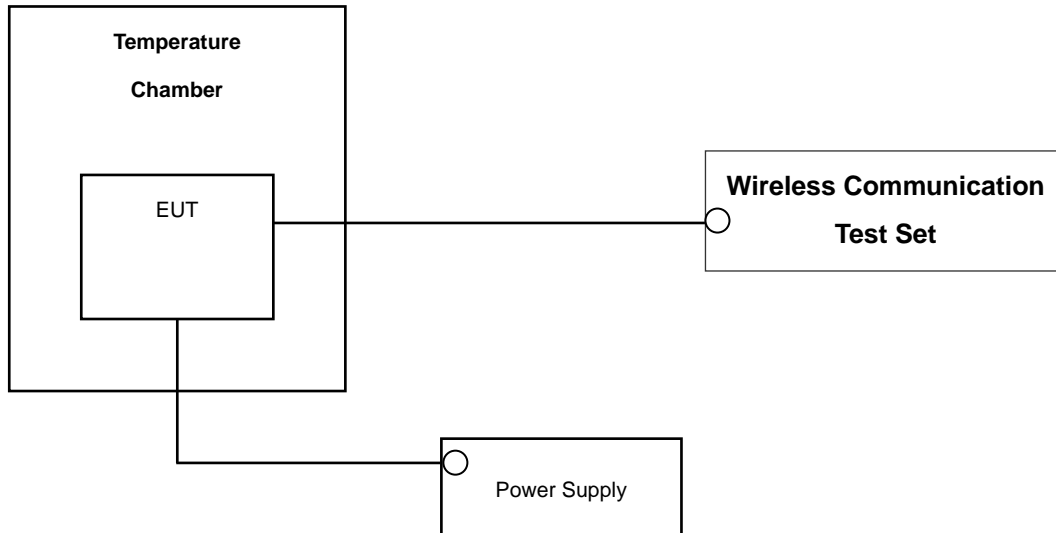 Temperature
Chamber
EUT
Wireless Communication
Test Set
Power Supply